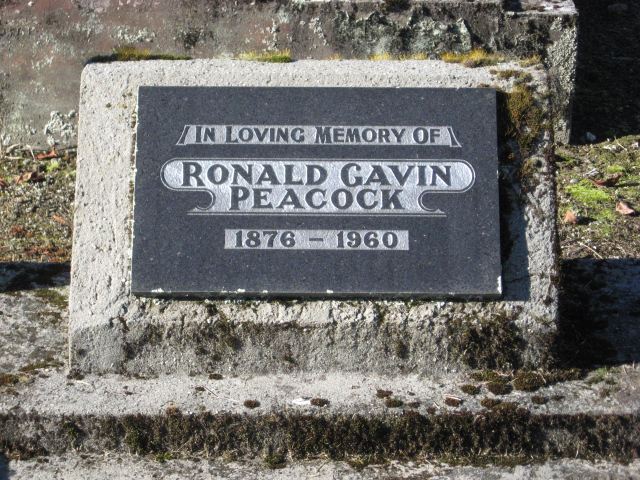 In Loving Memory Of
Ronald Gavin
Peacock
1876 – 1960